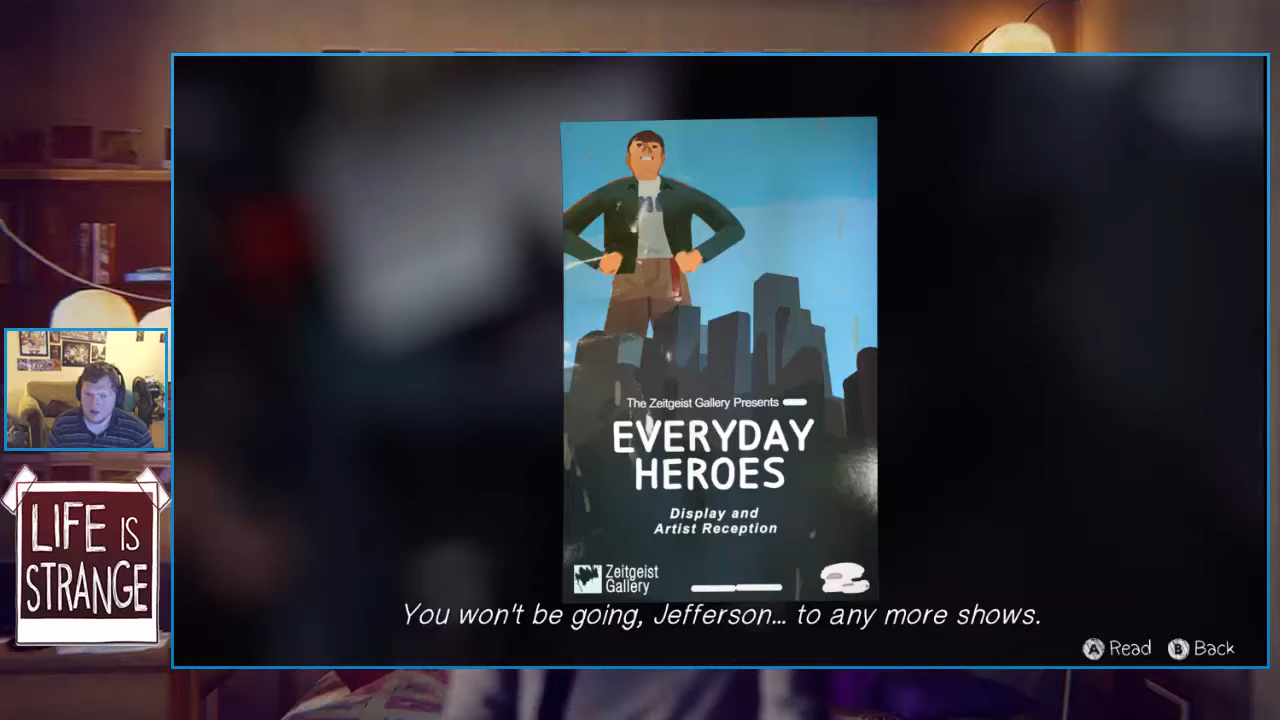 The Zeitgeist Gallery Presents
EVERYDAY
HEROES
Display and
Artist Reception
Zeitgeist
Gallery
You won't be going, Jefferson... to any more shows.
A Read B Back
LIFE IS
STRANGE